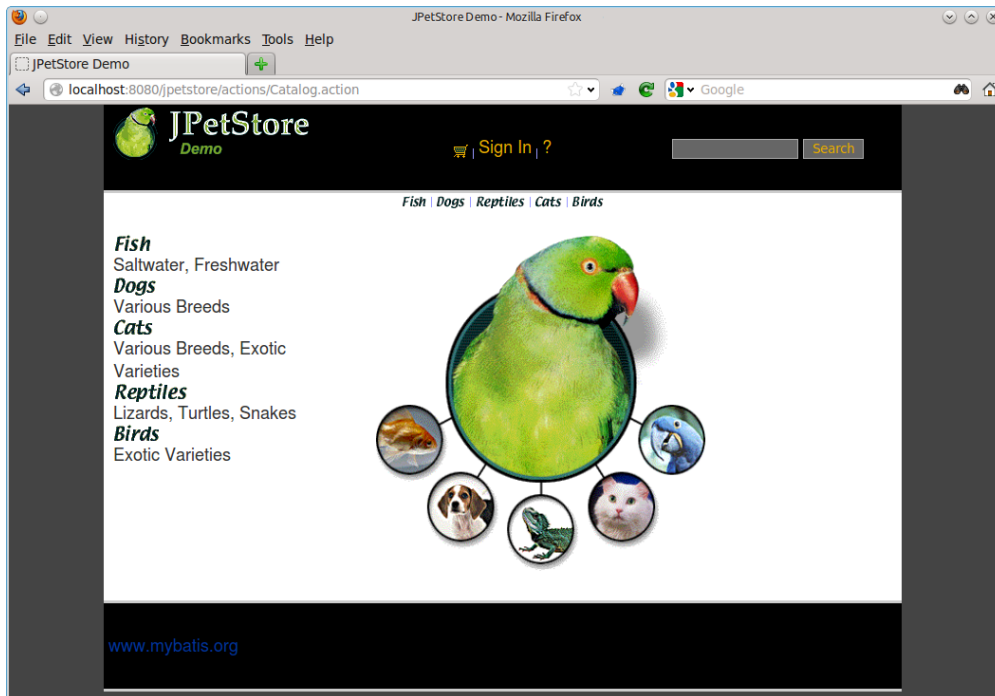 JPetStore Demo - Mozilla Firefox
File Edit View History Bookmarks Tools Help
JPetStore Demo
localhost:8080/jpetstore/actions/Catalog.action
Google
JPetStore
Demo
| Sign In | ?
Search
Fish | Dogs | Reptiles | Cats | Birds
Fish
Saltwater, Freshwater
Dogs
Various Breeds
Cats
Various Breeds, Exotic
Varieties
Reptiles
Lizards, Turtles, Snakes
Birds
Exotic Varieties
www.mybatis.org